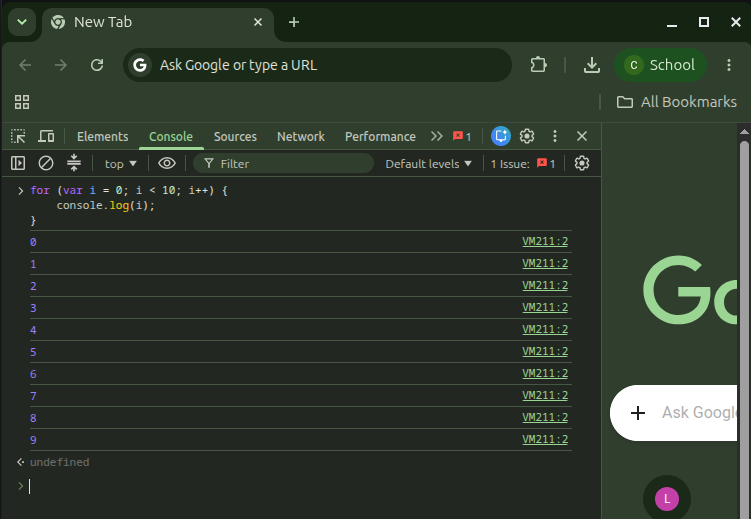 New Tab
Ask Google or type a URL
C School
All Bookmarks
Elements Console Sources Network Performance 1
top Filter Default levels 1 Issue: 1
for (var i = 0; i < 10; i++) {
    console.log(i);
}
0 VM211:2
1 VM211:2
2 VM211:2
3 VM211:2
4 VM211:2
5 VM211:2
6 VM211:2
7 VM211:2
8 VM211:2
9 VM211:2
undefined
Go
Ask Google
L